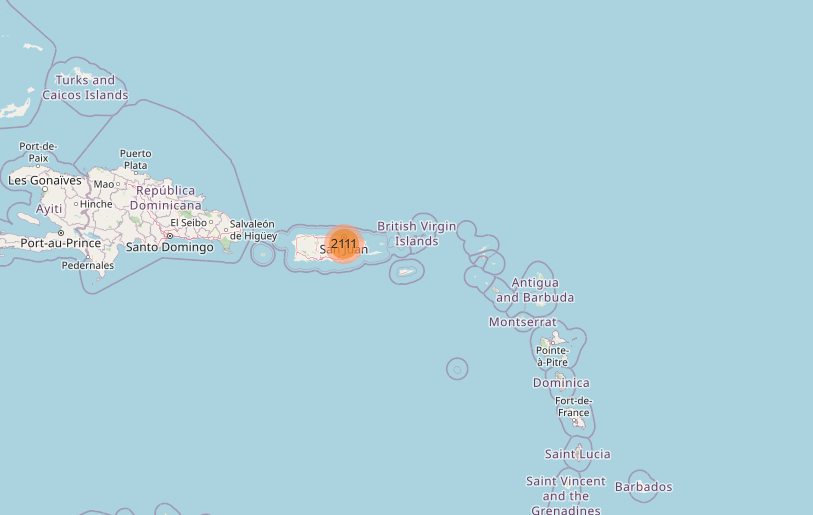 Turks and
Caicos Islands
Port-de-
Paix
Puerto
Plata
Les Gonaïves
Mao
República
Dominicana
Hinche
Ayiti
El Seibo
Salvaleón
de Higüey
Port-au-Prince
Santo Domingo
Pedernales
2111
San Juan
British Virgin
Islands
Antigua
and Barbuda
Montserrat
Pointe-
à-Pitre
Dominica
Fort-de-
France
Saint Lucia
Saint Vincent
and the
Grenadines
Barbados